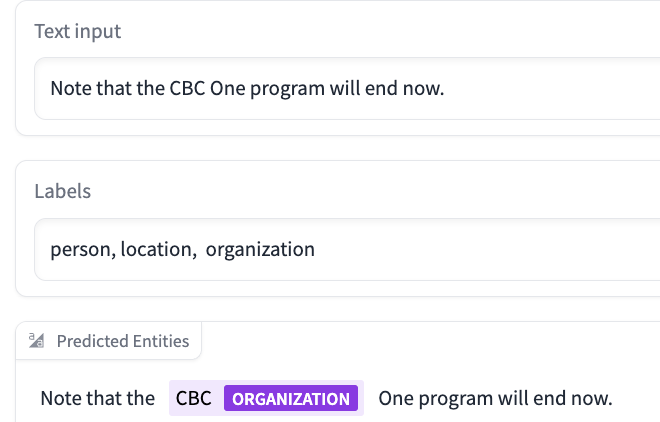 Text input
Note that the CBC One program will end now.
Labels
person, location,  organization
Predicted Entities
Note that the CBC ORGANIZATION One program will end now.